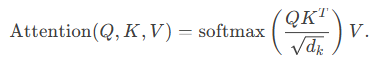 Attention(Q, K, V) = softmax ( QK^T / √d_k ) V.